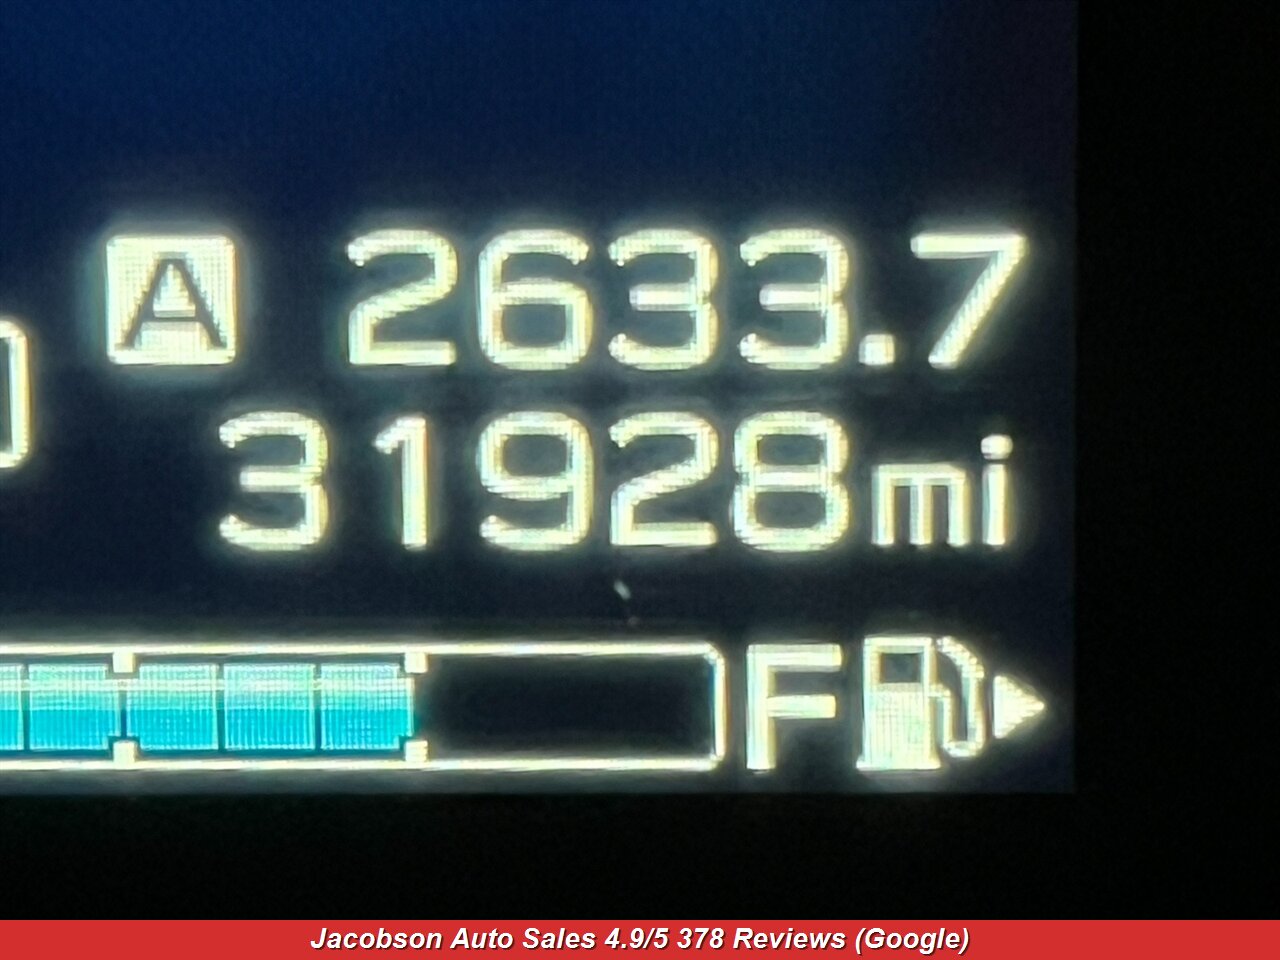 A 2633.7
31928mi
F
Jacobson Auto Sales 4.9/5 378 Reviews (Google)